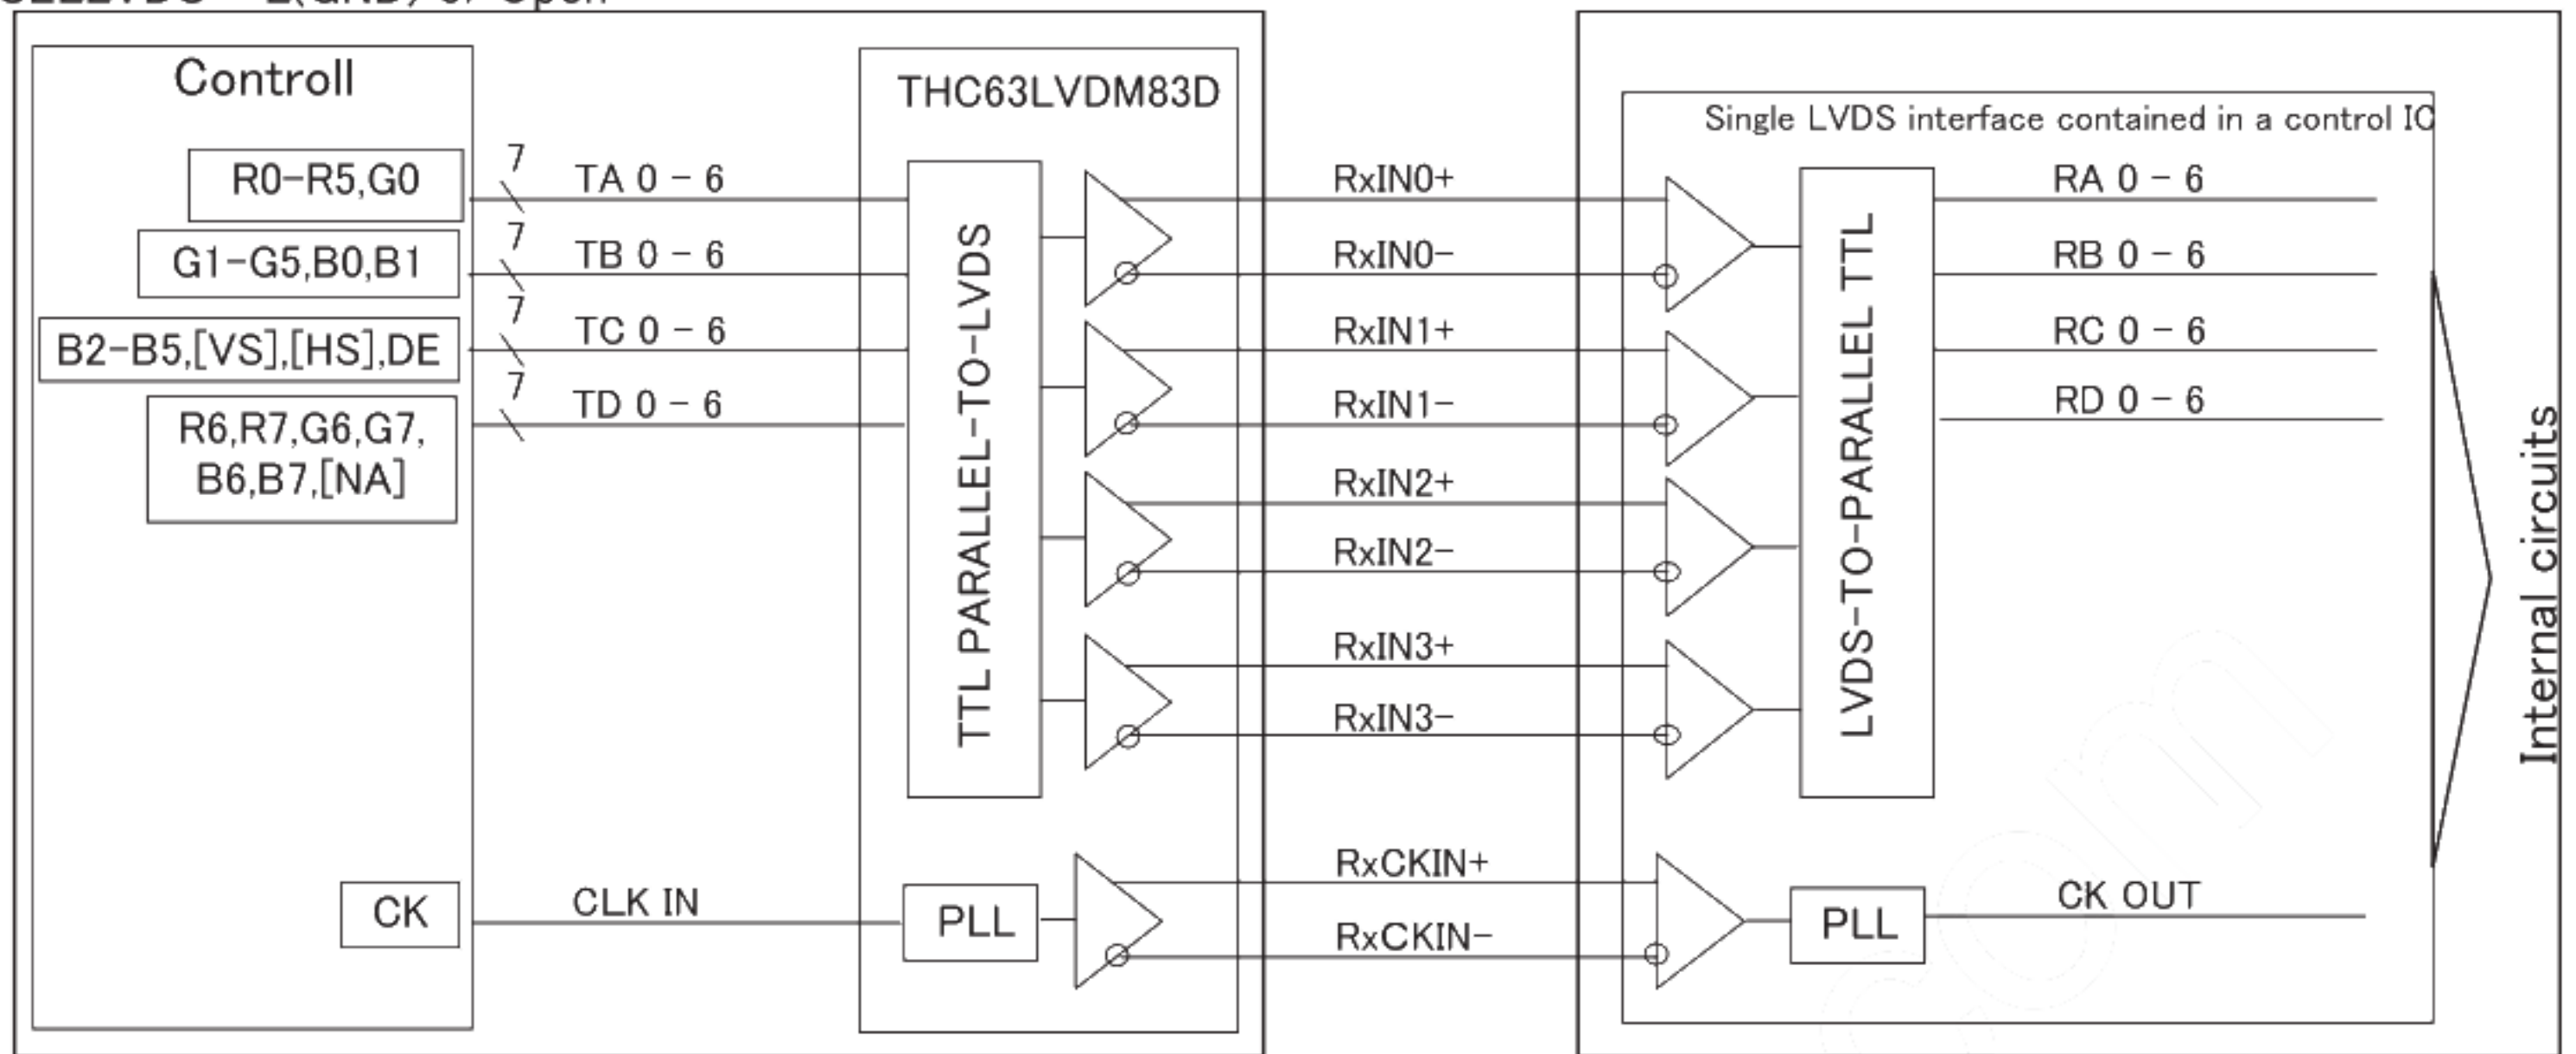 Controll
R0-R5,G0
G1-G5,B0,B1
B2-B5,[VS],[HS],DE
R6,R7,G6,G7,
B6,B7,[NA]
CK
7
TA 0 - 6
7
TB 0 - 6
7
TC 0 - 6
7
TD 0 - 6
CLK IN
THC63LVDM83D
TTL PARALLEL-TO-LVDS
PLL
RxIN0+
RxIN0-
RxIN1+
RxIN1-
RxIN2+
RxIN2-
RxIN3+
RxIN3-
RxCKIN+
RxCKIN-
Single LVDS interface contained in a control IC
LVDS-TO-PARALLEL TTL
PLL
RA 0 - 6
RB 0 - 6
RC 0 - 6
RD 0 - 6
CK OUT
Internal circuits